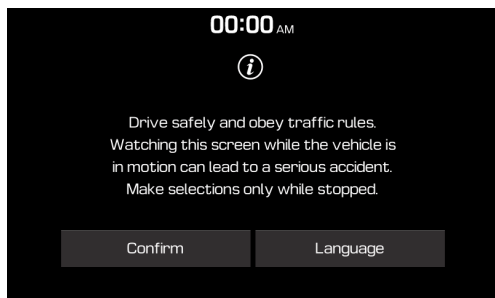 00:00 AM
i
Drive safely and obey traffic rules.
Watching this screen while the vehicle is
in motion can lead to a serious accident.
Make selections only while stopped.
Confirm Language